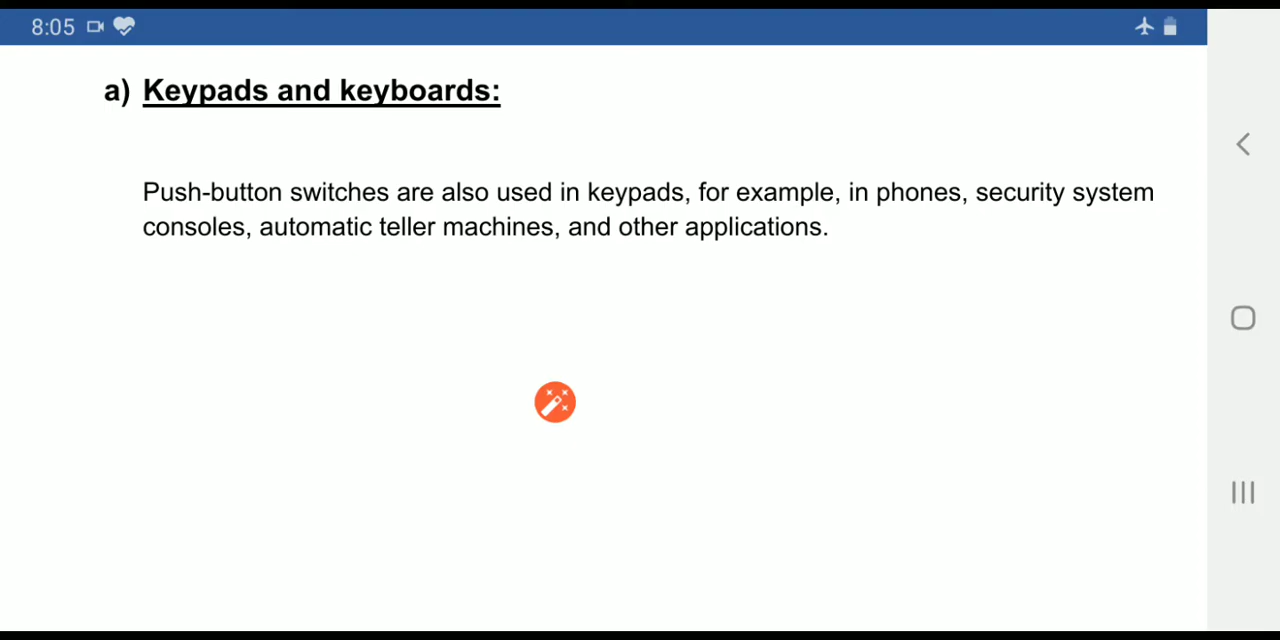 8:05
a) Keypads and keyboards:
Push-button switches are also used in keypads, for example, in phones, security system
consoles, automatic teller machines, and other applications.